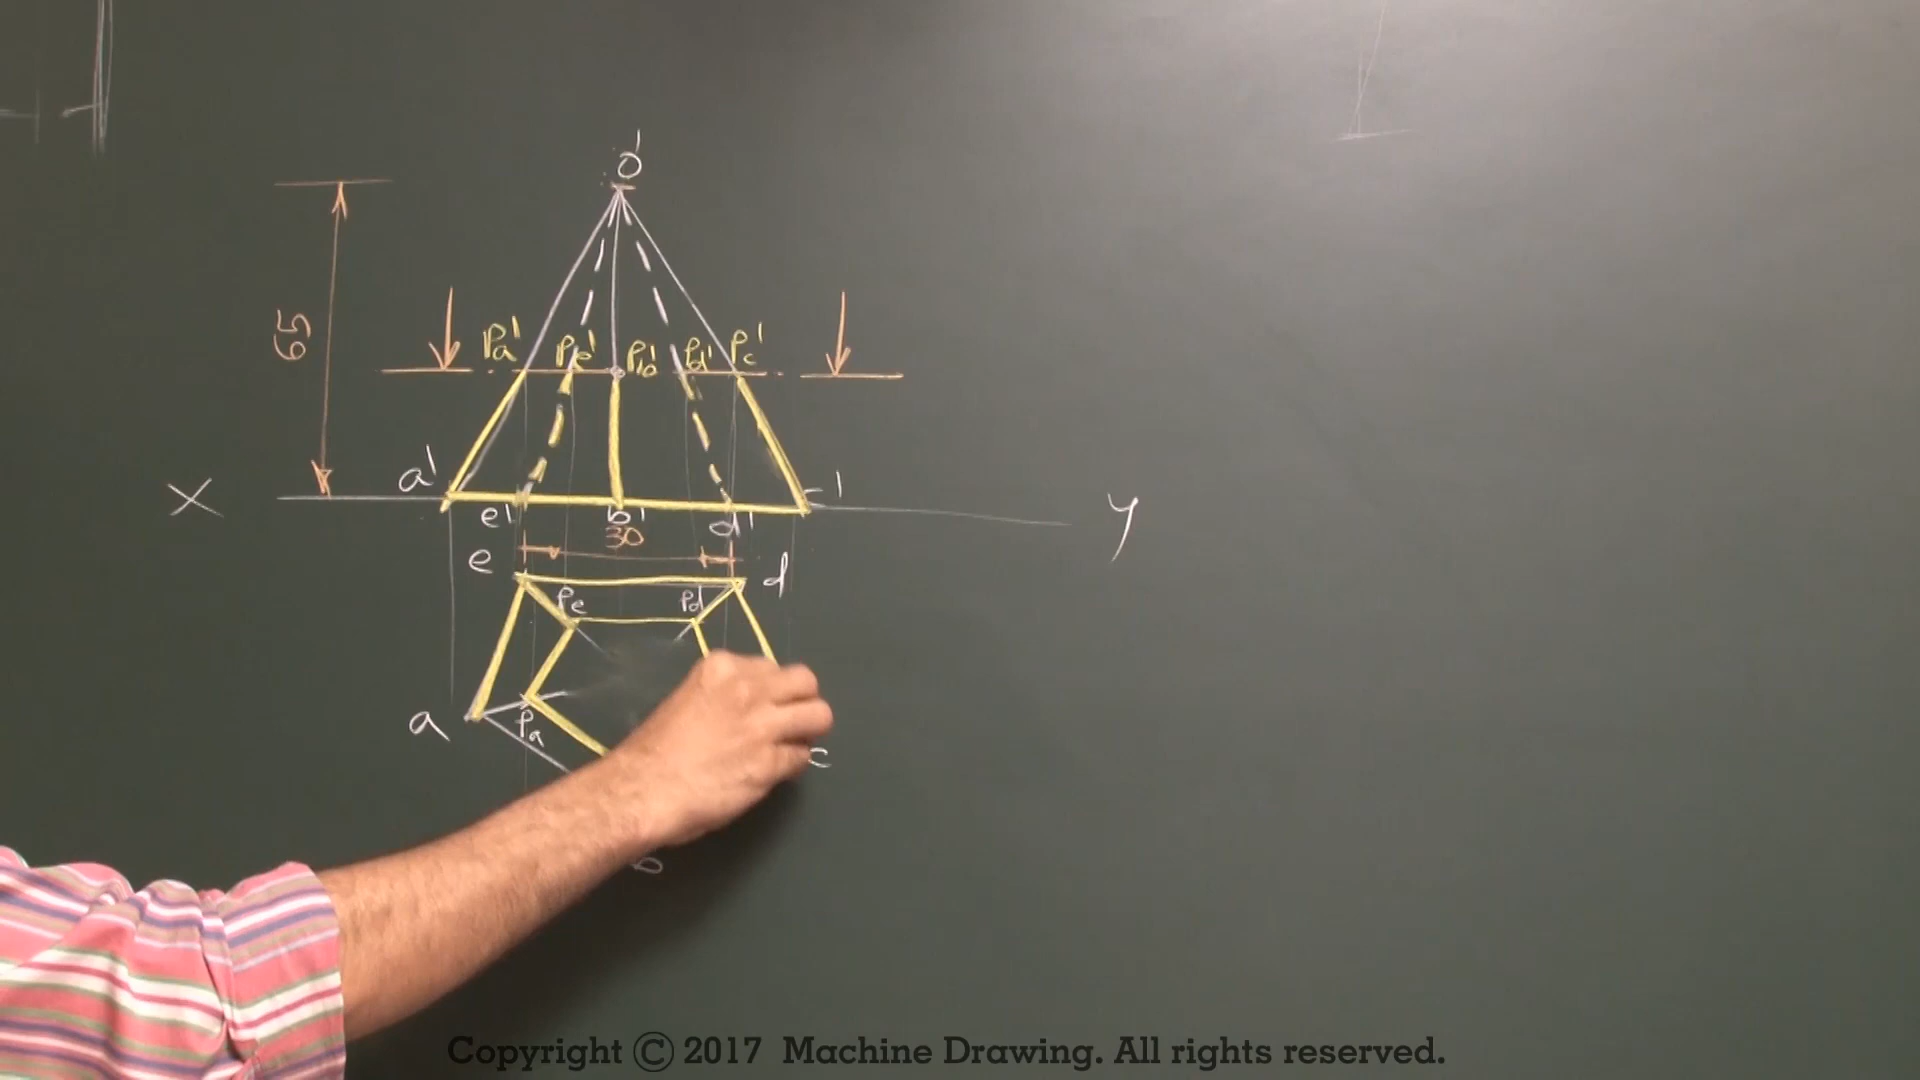 o'
65
Pa' Pe' Pb' Pd' Pc'
a' c'
X Y
e' b' d'
30
e d
Pe Pd
a Pa c
b
Copyright © 2017 Machine Drawing. All rights reserved.